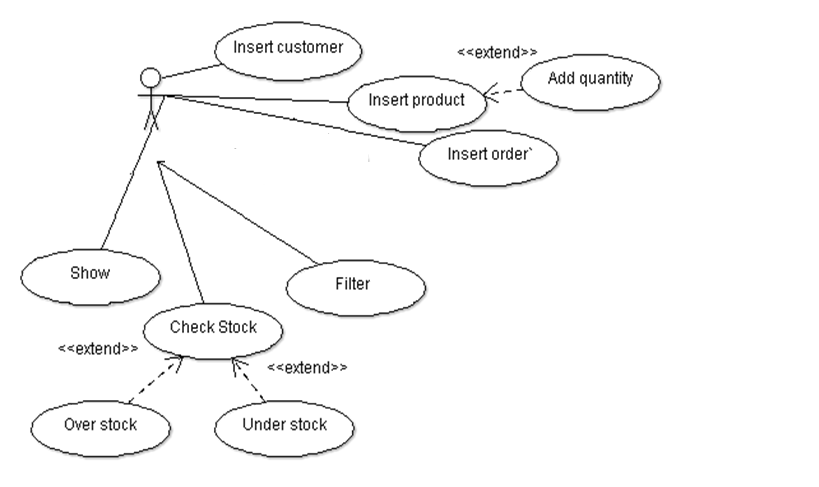 Insert customer
<<extend>>
Add quantity
Insert product
Insert order`
Show
Filter
Check Stock
<<extend>>
<<extend>>
Over stock
Under stock